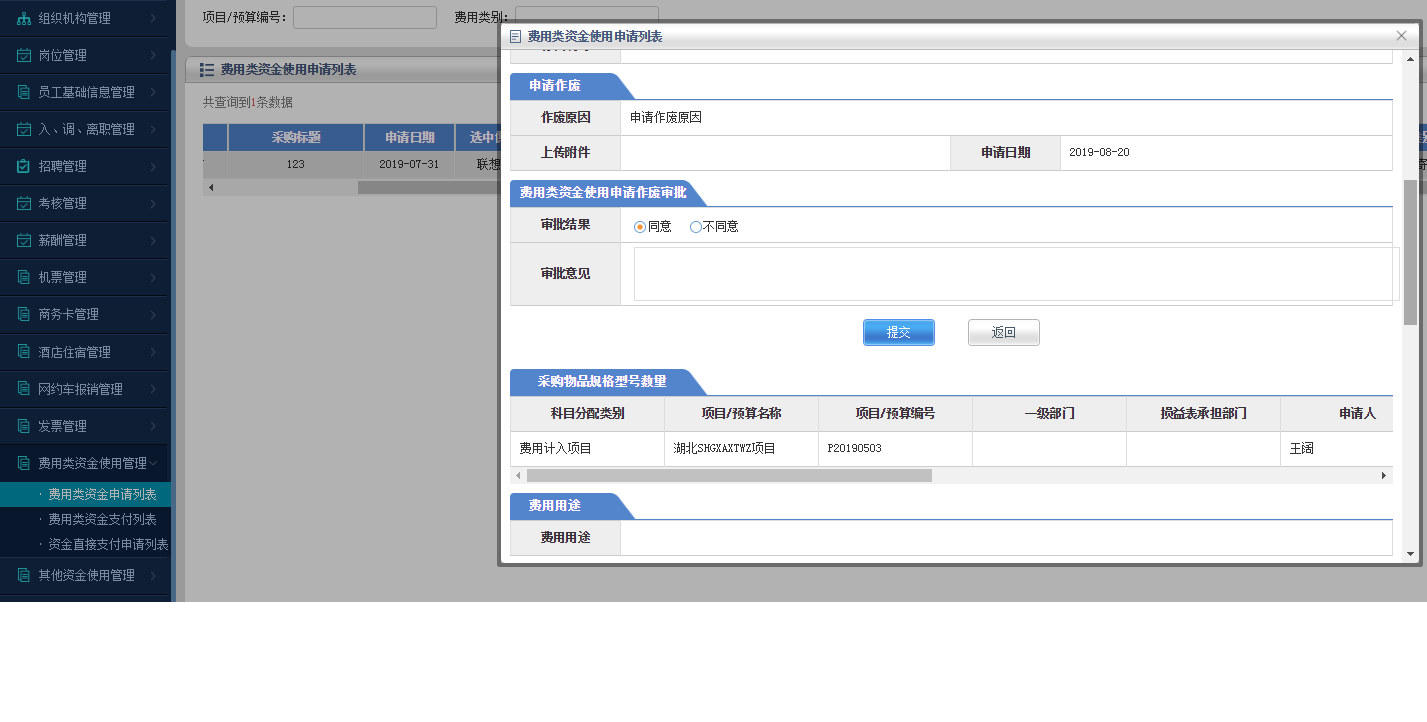 组织机构管理
岗位管理
员工基础信息管理
入、调、离职管理
招聘管理
考核管理
薪酬管理
机票管理
商务卡管理
酒店住宿管理
网约车报销管理
发票管理
费用类资金使用管理
· 费用类资金申请列表
· 费用类资金支付列表
· 资金直接支付申请列表
其他资金使用管理
项目/预算编号： 费用类别：
费用类资金使用申请列表
共查询到1条数据
采购标题 申请日期 选中
123 2019-07-31 联想
费用类资金使用申请列表
申请作废
作废原因 申请作废原因
上传附件 申请日期 2019-08-20
费用类资金使用申请作废审批
审批结果 同意 不同意
审批意见
提交 返回
采购物品规格型号数量
科目分配类别 项目/预算名称 项目/预算编号 一级部门 损益表承担部门 申请人
费用计入项目 湖北SHGXAXTWZ项目 P20190503 王阔
费用用途
费用用途